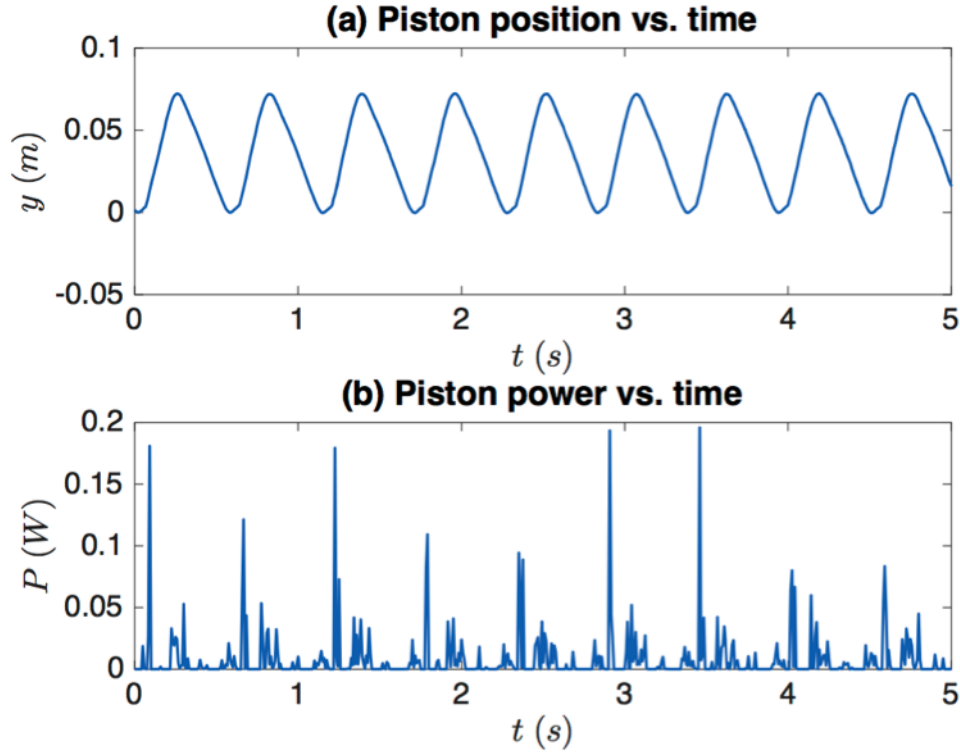 (a) Piston position vs. time
0.1
0.05
0
-0.05
y (m)
0 1 2 3 4 5
t (s)
(b) Piston power vs. time
0.2
0.15
0.1
0.05
0
P (W)
0 1 2 3 4 5
t (s)